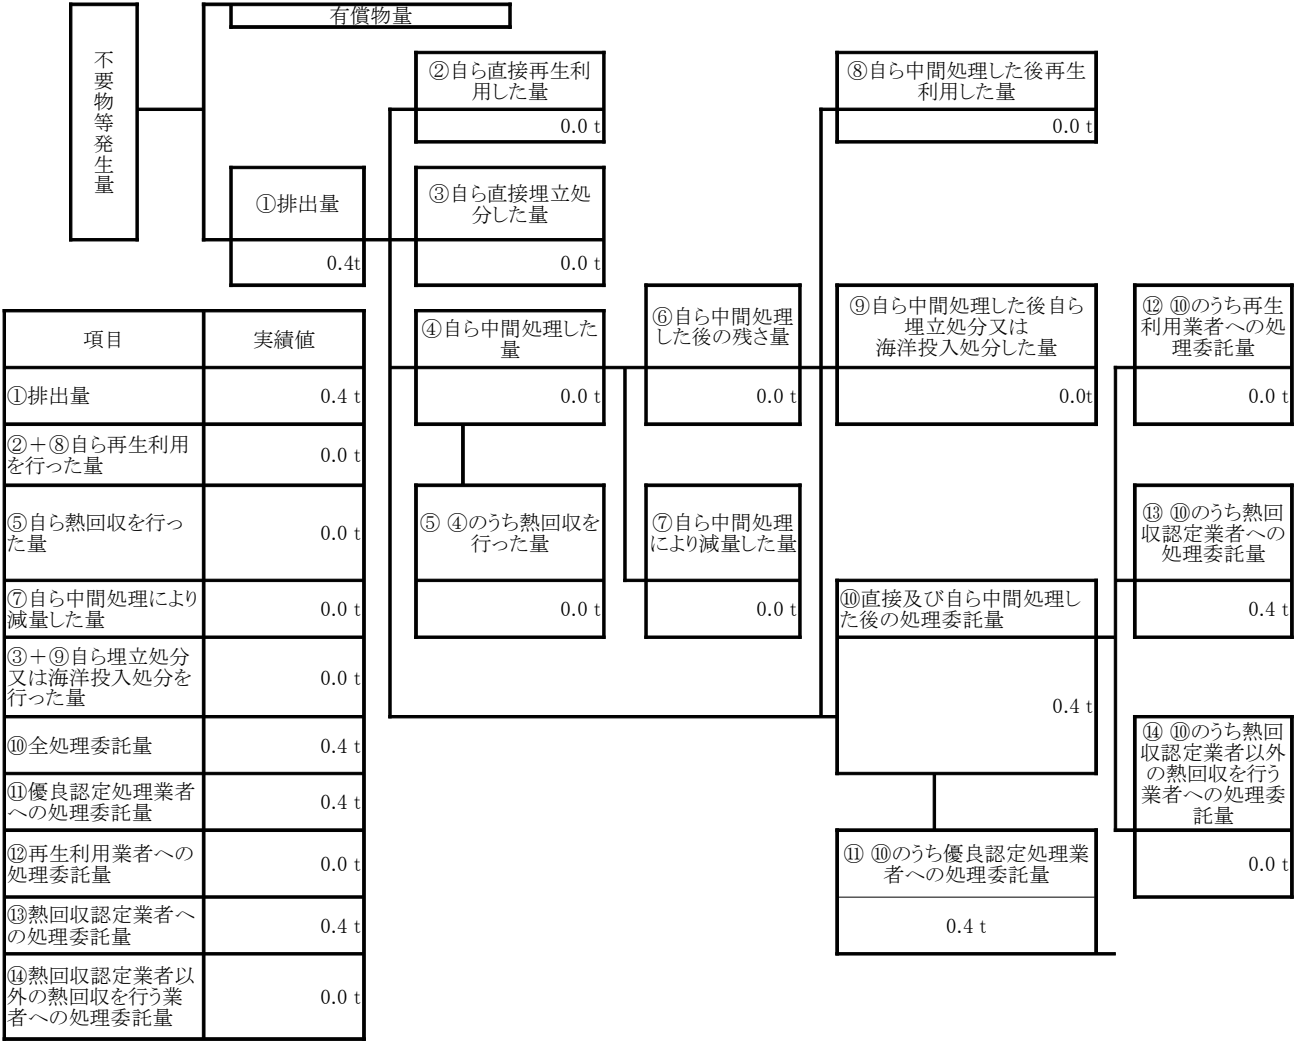 有償物量
不要物等発生量
②自ら直接再生利
用した量
0.0 t
⑧自ら中間処理した後再生
利用した量
0.0 t
①排出量
0.4t
③自ら直接埋立処
分した量
0.0 t
項目
実績値
①排出量
0.4 t
②+⑧自ら再生利用
を行った量
0.0 t
⑤自ら熱回収を行っ
た量
0.0 t
⑦自ら中間処理により
減量した量
0.0 t
③+⑨自ら埋立処分
又は海洋投入処分を
行った量
0.0 t
⑩全処理委託量
0.4 t
⑪優良認定処理業者
への処理委託量
0.4 t
⑫再生利用業者への
処理委託量
0.0 t
⑬熱回収認定業者へ
の処理委託量
0.4 t
⑭熱回収認定業者以
外の熱回収を行う業
者への処理委託量
0.0 t
④自ら中間処理した
量
0.0 t
⑥自ら中間処理
した後の残さ量
0.0 t
⑨自ら中間処理した後自ら
埋立処分又は
海洋投入処分した量
0.0t
⑫ ⑩のうち再生
利用業者への処
理委託量
0.0 t
⑤ ④のうち熱回収を
行った量
0.0 t
⑦自ら中間処理
により減量した量
0.0 t
⑬ ⑩のうち熱回
収認定業者への
処理委託量
0.4 t
⑩直接及び自ら中間処理し
た後の処理委託量
0.4 t
⑭ ⑩のうち熱回
収認定業者以外
の熱回収を行う
業者への処理委
託量
0.0 t
⑪ ⑩のうち優良認定処理業
者への処理委託量
0.4 t